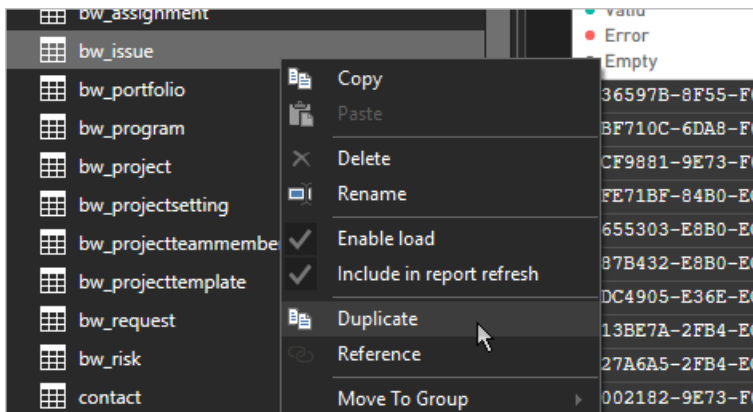 bw_assignment
bw_issue
bw_portfolio
bw_program
bw_project
bw_projectsetting
bw_projectteammembe
bw_projecttemplate
bw_request
bw_risk
contact
Copy
Paste
Delete
Rename
Enable load
Include in report refresh
Duplicate
Reference
Move To Group
Valid
Error
Empty
36597B-8F55-F
BF710C-6DA8-F
CF9881-9E73-F
FE71BF-84B0-E
655303-E8B0-E
87B432-E8B0-E
DC4905-E36E-E
13BE7A-2FB4-E
27A6A5-2FB4-E
002182-9E73-F